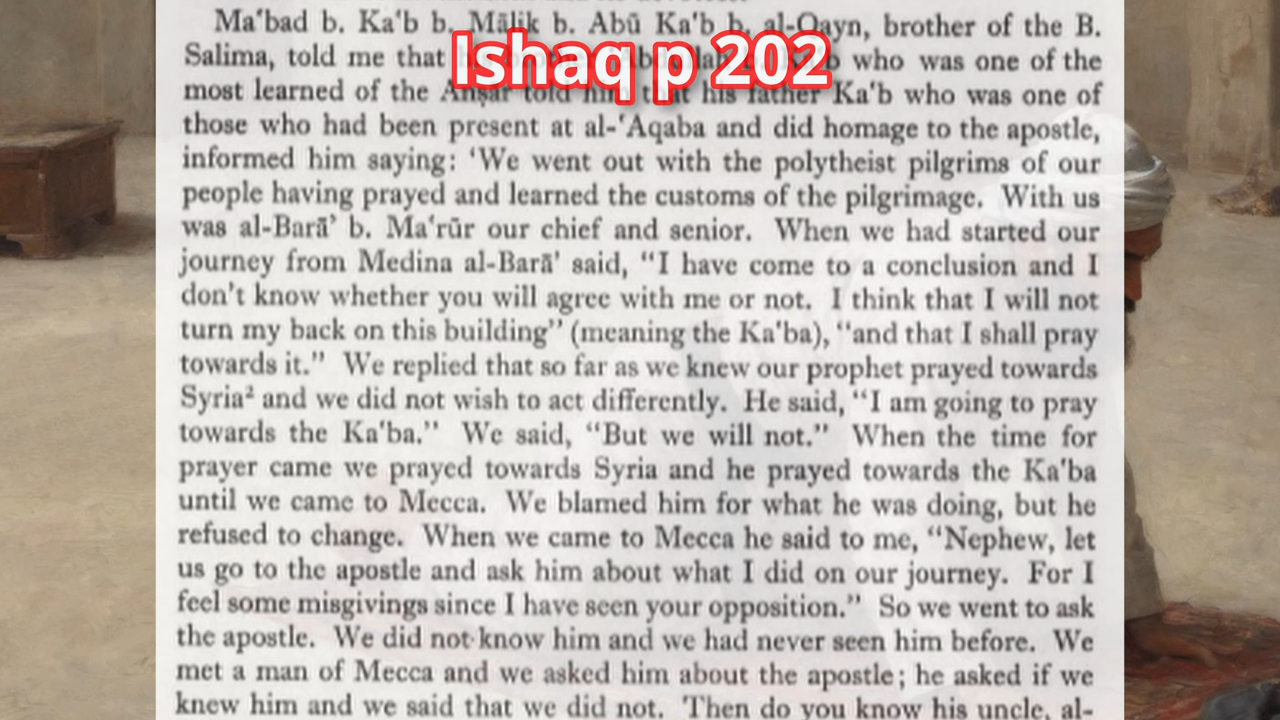 Ma'bad b. Ka'b b. Mālik b. Abū Ka'b b. al-Qayn, brother of the B.
Ishaq p 202
Salima, told me that his brother 'Abdullah b. Ka'b who was one of the
most learned of the Anṣār told him that his father Ka'b who was one of
those who had been present at al-'Aqaba and did homage to the apostle,
informed him saying: 'We went out with the polytheist pilgrims of our
people having prayed and learned the customs of the pilgrimage. With us
was al-Barā' b. Ma'rūr our chief and senior. When we had started our
journey from Medina al-Barā' said, “I have come to a conclusion and I
don't know whether you will agree with me or not. I think that I will not
turn my back on this building” (meaning the Ka'ba), “and that I shall pray
towards it.” We replied that so far as we knew our prophet prayed towards
Syria² and we did not wish to act differently. He said, “I am going to pray
towards the Ka'ba.” We said, “But we will not.” When the time for
prayer came we prayed towards Syria and he prayed towards the Ka'ba
until we came to Mecca. We blamed him for what he was doing, but he
refused to change. When we came to Mecca he said to me, “Nephew, let
us go to the apostle and ask him about what I did on our journey. For I
feel some misgivings since I have seen your opposition.” So we went to ask
the apostle. We did not know him and we had never seen him before. We
met a man of Mecca and we asked him about the apostle; he asked if we
knew him and we said that we did not. Then do you know his uncle, al-